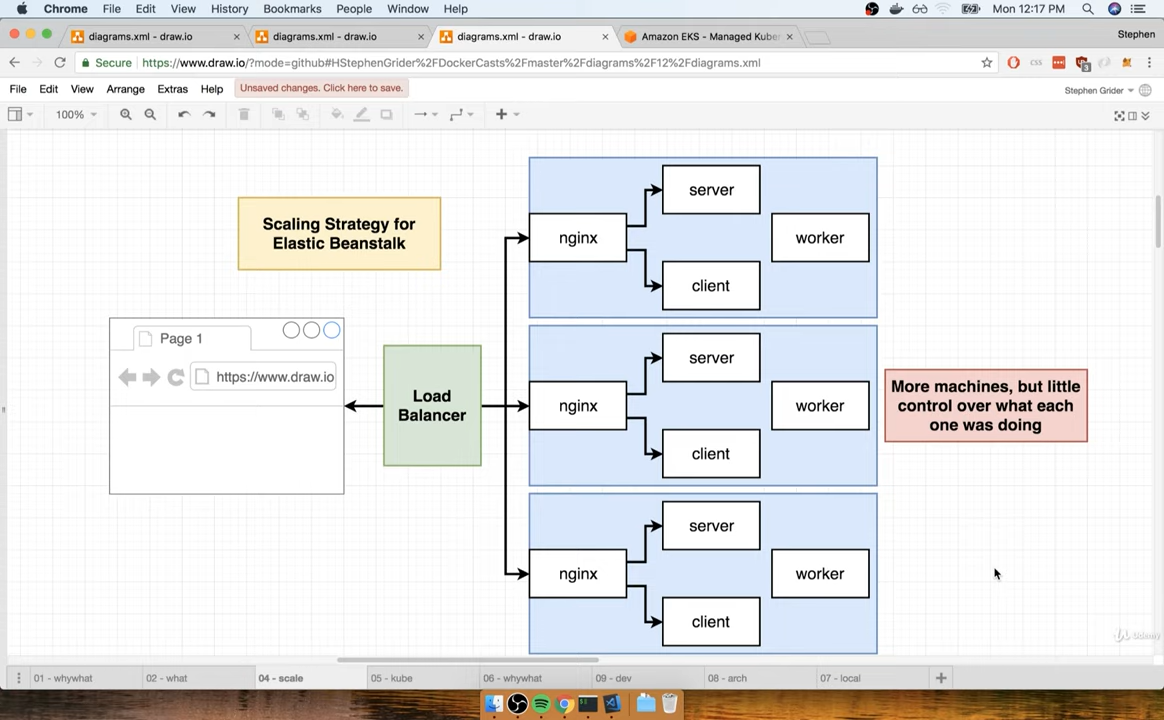 Chrome File Edit View History Bookmarks People Window Help Mon 12:17 PM
diagrams.xml - draw.io diagrams.xml - draw.io diagrams.xml - draw.io Amazon EKS - Managed Kuber Stephen
Secure https://www.draw.io/?mode=github#HStephenGrider%2FDockerCasts%2Fmaster%2Fdiagrams%2F12%2Fdiagrams.xml css 3
File Edit View Arrange Extras Help Unsaved changes. Click here to save. Stephen Grider
100%
Scaling Strategy for
Elastic Beanstalk
Page 1
https://www.draw.io
Load
Balancer
server
nginx
worker
client
server
nginx
worker
client
server
nginx
worker
client
More machines, but little
control over what each
one was doing
Udemy
01 - whywhat 02 - what 04 - scale 05 - kube 06 - whywhat 09 - dev 08 - arch 07 - local